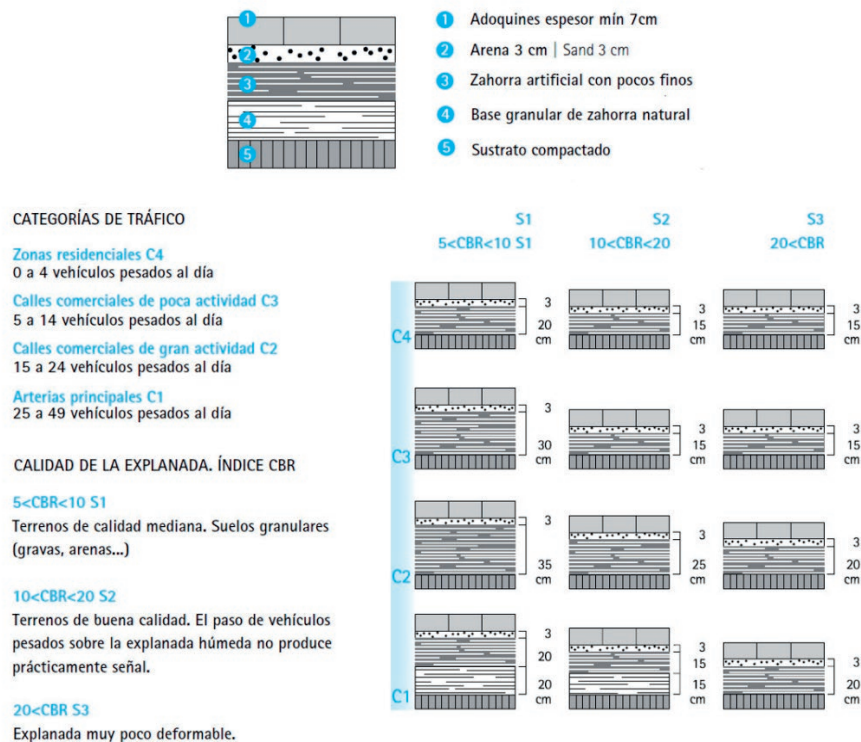 1
2
3
4
5
1 Adoquines espesor mín 7cm
2 Arena 3 cm | Sand 3 cm
3 Zahorra artificial con pocos finos
4 Base granular de zahorra natural
5 Sustrato compactado
CATEGORÍAS DE TRÁFICO
Zonas residenciales C4
0 a 4 vehículos pesados al día
Calles comerciales de poca actividad C3
5 a 14 vehículos pesados al día
Calles comerciales de gran actividad C2
15 a 24 vehículos pesados al día
Arterias principales C1
25 a 49 vehículos pesados al día
CALIDAD DE LA EXPLANADA. ÍNDICE CBR
5<CBR<10 S1
Terrenos de calidad mediana. Suelos granulares
(gravas, arenas...)
10<CBR<20 S2
Terrenos de buena calidad. El paso de vehículos
pesados sobre la explanada húmeda no produce
prácticamente señal.
20<CBR S3
Explanada muy poco deformable.
S1 S2 S3
5<CBR<10 S1 10<CBR<20 20<CBR
3 3 3
20 15 15
C4 cm cm cm
3 3 3
30 15 15
C3 cm cm cm
3 3 3
35 25 20
C2 cm cm cm
3 3 3
20 15
20 15 20
C1 cm cm cm